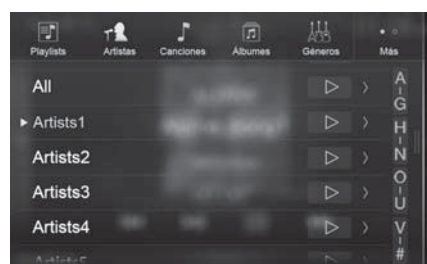 Playlists Artistas Canciones Álbumes Géneros Más
All
Artists1
Artists2
Artists3
Artists4
A-G
H-N
O-U
V-#